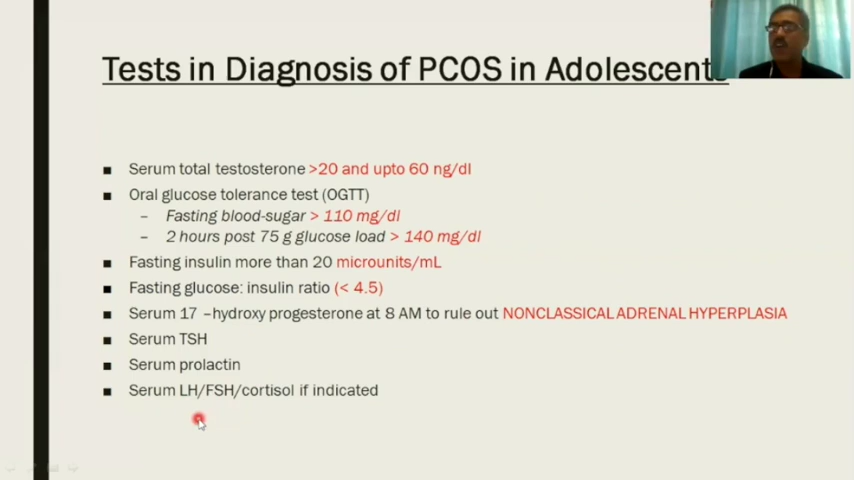 Tests in Diagnosis of PCOS in Adolescents
Serum total testosterone >20 and upto 60 ng/dl
Oral glucose tolerance test (OGTT)
– Fasting blood-sugar > 110 mg/dl
– 2 hours post 75 g glucose load > 140 mg/dl
Fasting insulin more than 20 microunits/mL
Fasting glucose: insulin ratio (< 4.5)
Serum 17 –hydroxy progesterone at 8 AM to rule out NONCLASSICAL ADRENAL HYPERPLASIA
Serum TSH
Serum prolactin
Serum LH/FSH/cortisol if indicated